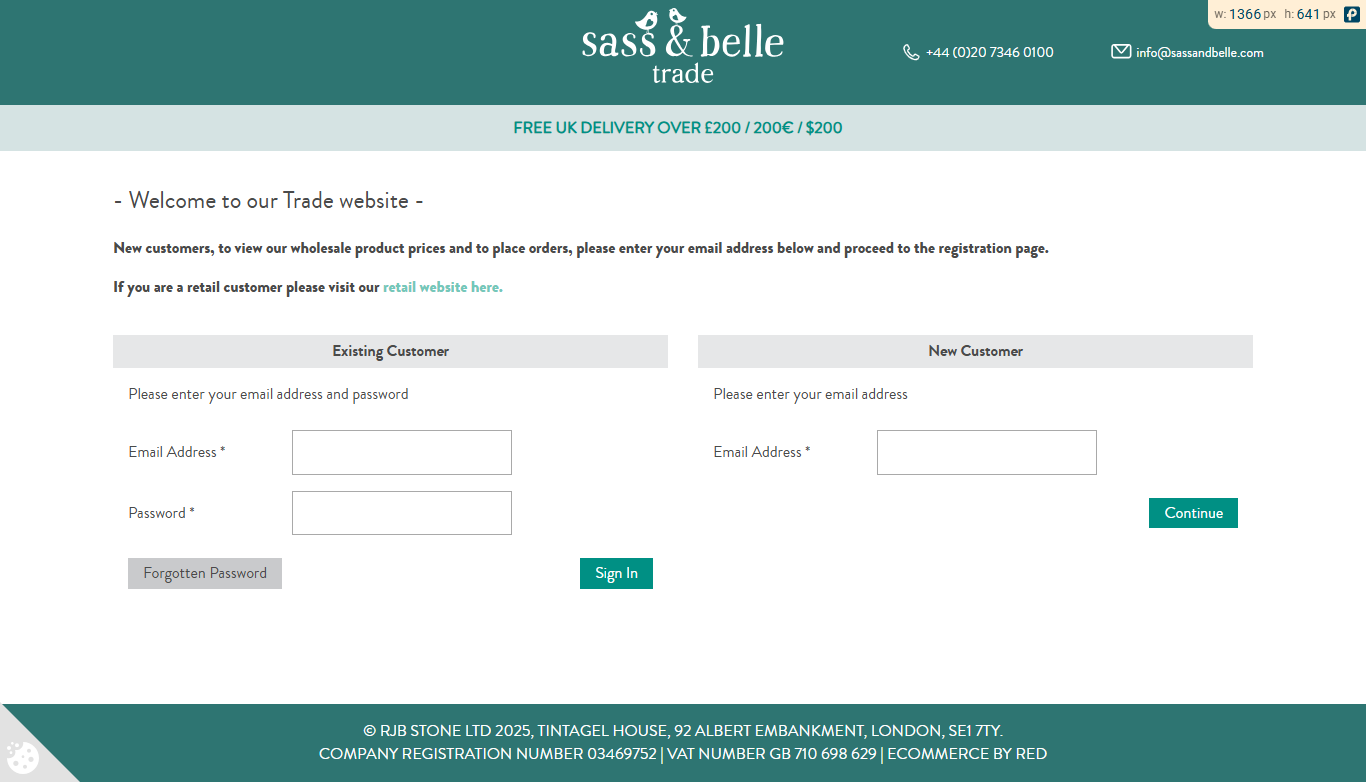 w: 1366 px h: 641 px
sass & belle
trade
+44 (0)20 7346 0100
info@sassandbelle.com
FREE UK DELIVERY OVER £200 / 200€ / $200
- Welcome to our Trade website -
New customers, to view our wholesale product prices and to place orders, please enter your email address below and proceed to the registration page.
If you are a retail customer please visit our retail website here.
Existing Customer
Please enter your email address and password
Email Address *
Password *
Forgotten Password
Sign In
New Customer
Please enter your email address
Email Address *
Continue
© RJB STONE LTD 2025, TINTAGEL HOUSE, 92 ALBERT EMBANKMENT, LONDON, SE1 7TY.
COMPANY REGISTRATION NUMBER 03469752 | VAT NUMBER GB 710 698 629 | ECOMMERCE BY RED